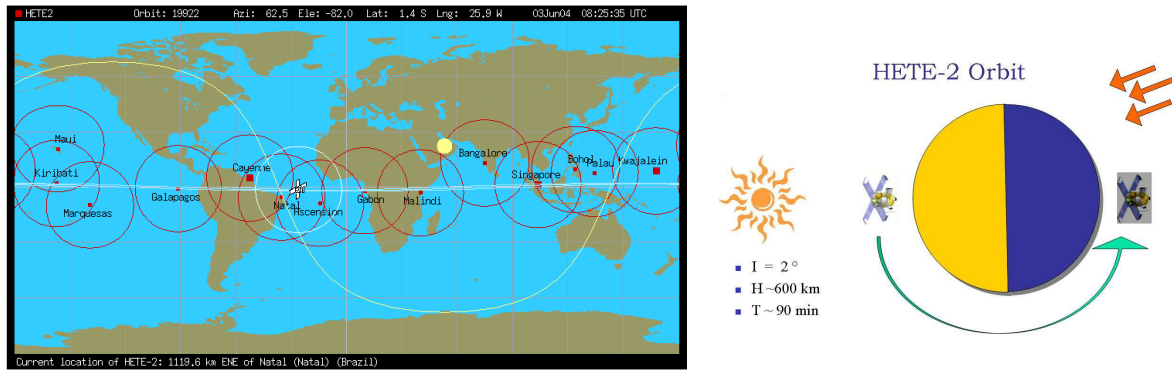 HETE2 Orbit: 19922 Azi: 62.5 Ele: -82.0 Lat: 1.4 S Lng: 25.9 W 03Jun04 08:25:35 UTC
Maui
Kiribati
Marquesas
Galapagos
Cayenne
Natal
Ascension
Gabon
Malindi
Bangalore
Singapore
Bohol
Palau
Kwajalein
Current location of HETE-2: 1119.6 km ENE of Natal (Natal) (Brazil)
HETE-2 Orbit
I = 2°
H ~600 km
T ~ 90 min